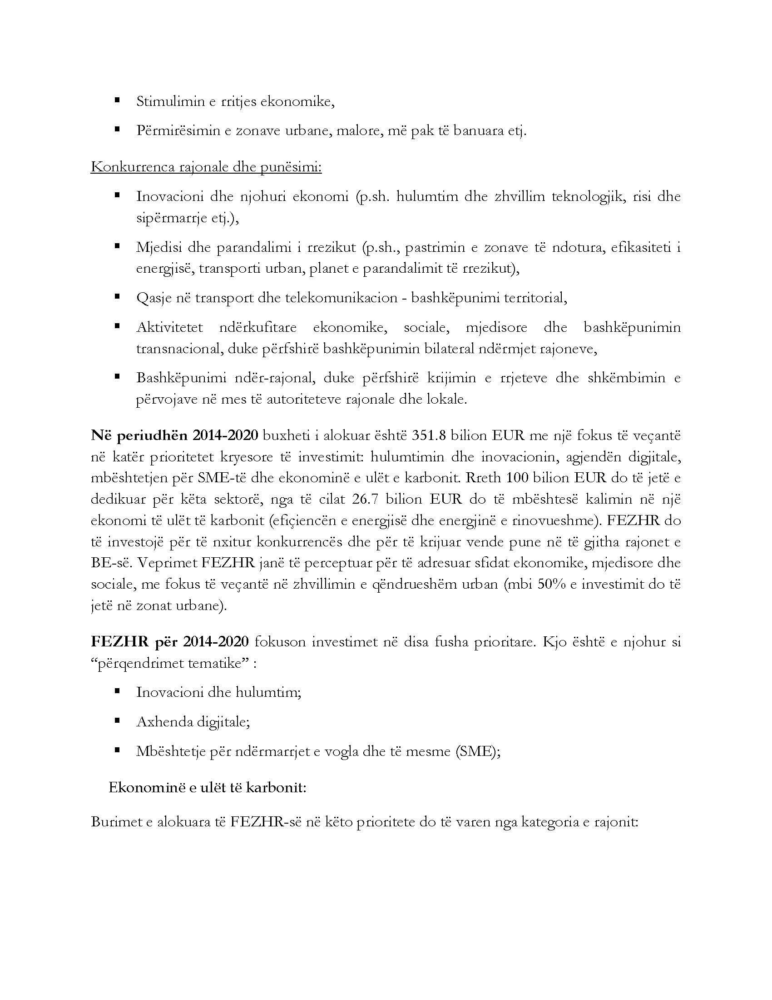 ▪ Stimulimin e rritjes ekonomike,
▪ Përmirësimin e zonave urbane, malore, më pak të banuara etj.
Konkurrenca rajonale dhe punësimi:
▪ Inovacioni dhe njohuri ekonomi (p.sh. hulumtim dhe zhvillim teknologjik, risi dhe
sipërmarrje etj.),
▪ Mjedisi dhe parandalimi i rrezikut (p.sh., pastrimin e zonave të ndotura, efikasiteti i
energjisë, transporti urban, planet e parandalimit të rrezikut),
▪ Qasje në transport dhe telekomunikacion - bashkëpunimi territorial,
▪ Aktivitetet ndërkufitare ekonomike, sociale, mjedisore dhe bashkëpunimin
transnacional, duke përfshirë bashkëpunimin bilateral ndërmjet rajoneve,
▪ Bashkëpunimi ndër-rajonal, duke përfshirë krijimin e rrjeteve dhe shkëmbimin e
përvojave në mes të autoriteteve rajonale dhe lokale.
Në periudhën 2014-2020 buxheti i alokuar është 351.8 bilion EUR me një fokus të veçantë
në katër prioritetet kryesore të investimit: hulumtimin dhe inovacionin, agjendën digjitale,
mbështetjen për SME-të dhe ekonominë e ulët e karbonit. Rreth 100 bilion EUR do të jetë e
dedikuar për këta sektorë, nga të cilat 26.7 bilion EUR do të mbështesë kalimin në një
ekonomi të ulët të karbonit (efiçiencën e energjisë dhe energjinë e rinovueshme). FEZHR do
të investojë për të nxitur konkurrencës dhe për të krijuar vende pune në të gjitha rajonet e
BE-së. Veprimet FEZHR janë të perceptuar për të adresuar sfidat ekonomike, mjedisore dhe
sociale, me fokus të veçantë në zhvillimin e qëndrueshëm urban (mbi 50% e investimit do të
jetë në zonat urbane).
FEZHR për 2014-2020 fokuson investimet në disa fusha prioritare. Kjo është e njohur si
“përqendrimet tematike” :
▪ Inovacioni dhe hulumtim;
▪ Axhenda digjitale;
▪ Mbështetje për ndërmarrjet e vogla dhe të mesme (SME);
Ekonominë e ulët të karbonit:
Burimet e alokuara të FEZHR-së në këto prioritete do të varen nga kategoria e rajonit: